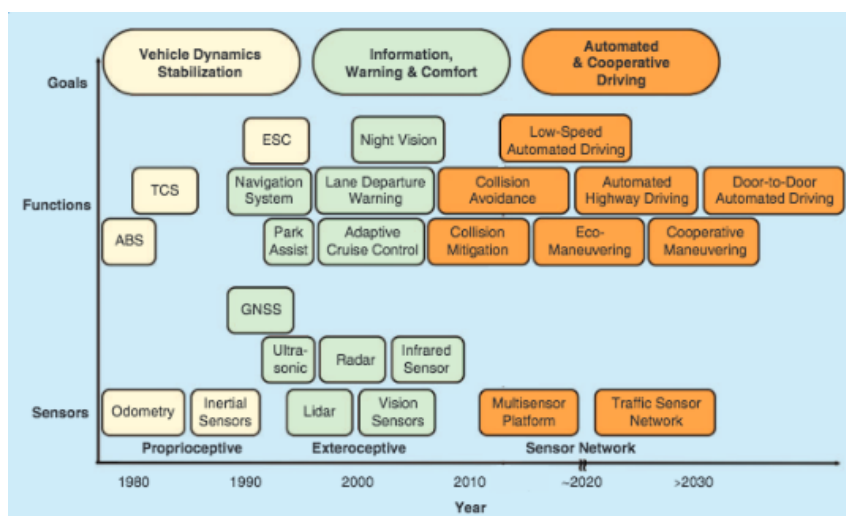 Vehicle Dynamics
Stabilization
Information,
Warning & Comfort
Automated
& Cooperative
Driving
Goals
ESC
Night Vision
Low-Speed
Automated Driving
TCS
Navigation
System
Lane Departure
Warning
Collision
Avoidance
Automated
Highway Driving
Door-to-Door
Automated Driving
Functions
ABS
Park
Assist
Adaptive
Cruise Control
Collision
Mitigation
Eco-
Maneuvering
Cooperative
Maneuvering
GNSS
Ultra-
sonic
Radar
Infrared
Sensor
Sensors
Odometry
Inertial
Sensors
Lidar
Vision
Sensors
Multisensor
Platform
Traffic Sensor
Network
Proprioceptive
Exteroceptive
Sensor Network
1980
1990
2000
2010
~2020
>2030
Year